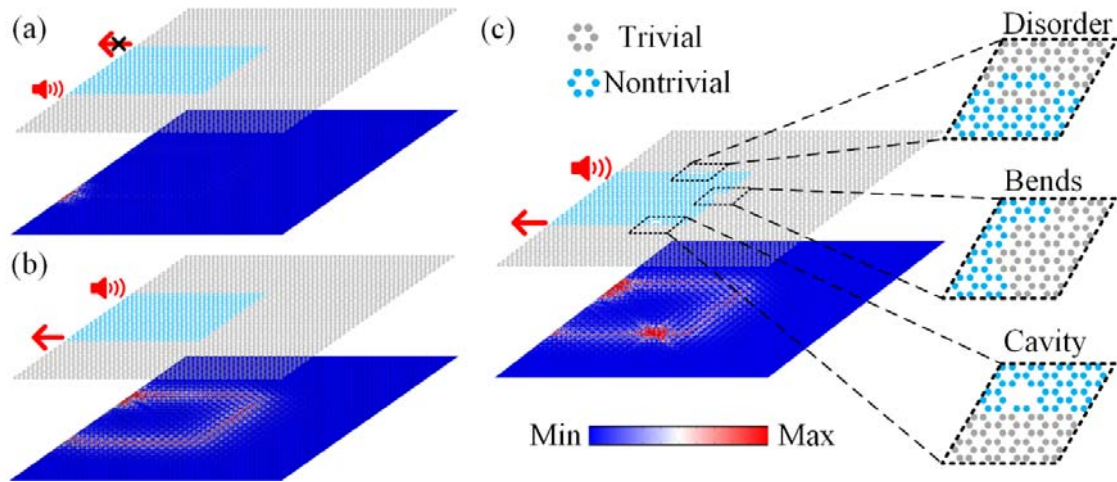 (a)
(b)
(c)
Trivial
Nontrivial
Disorder
Bends
Cavity
Min
Max